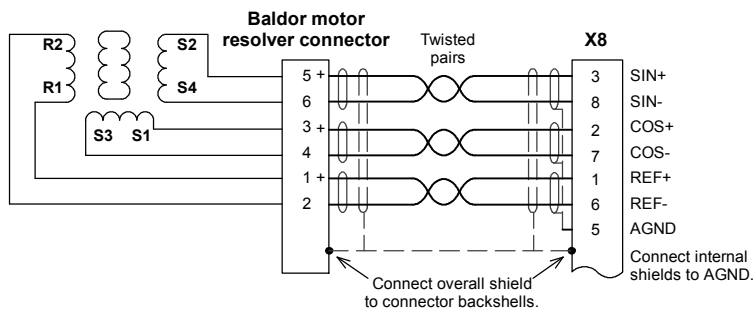 Baldor motor
resolver connector
Twisted
pairs
X8
R2
R1
S2
S4
S3 S1
5 +
6
3 +
4
1 +
2
3 SIN+
8 SIN-
2 COS+
7 COS-
1 REF+
6 REF-
5 AGND
Connect internal
shields to AGND.
Connect overall shield
to connector backshells.